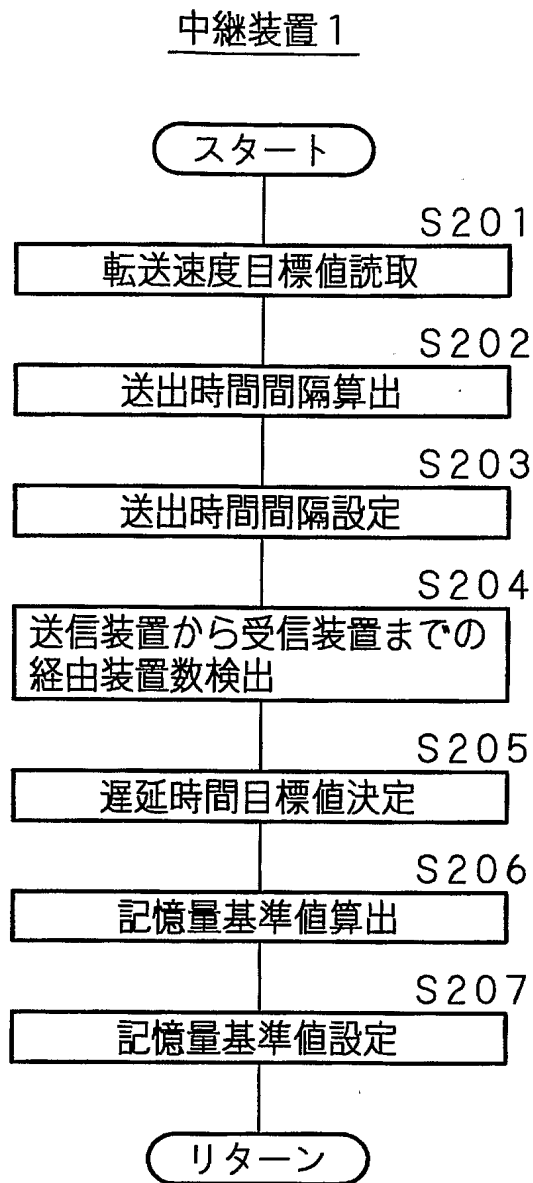 中継装置1
スタート
S201
転送速度目標値読取
S202
送出時間間隔算出
S203
送出時間間隔設定
S204
送信装置から受信装置までの
経由装置数検出
S205
遅延時間目標値決定
S206
記憶量基準値算出
S207
記憶量基準値設定
リターン